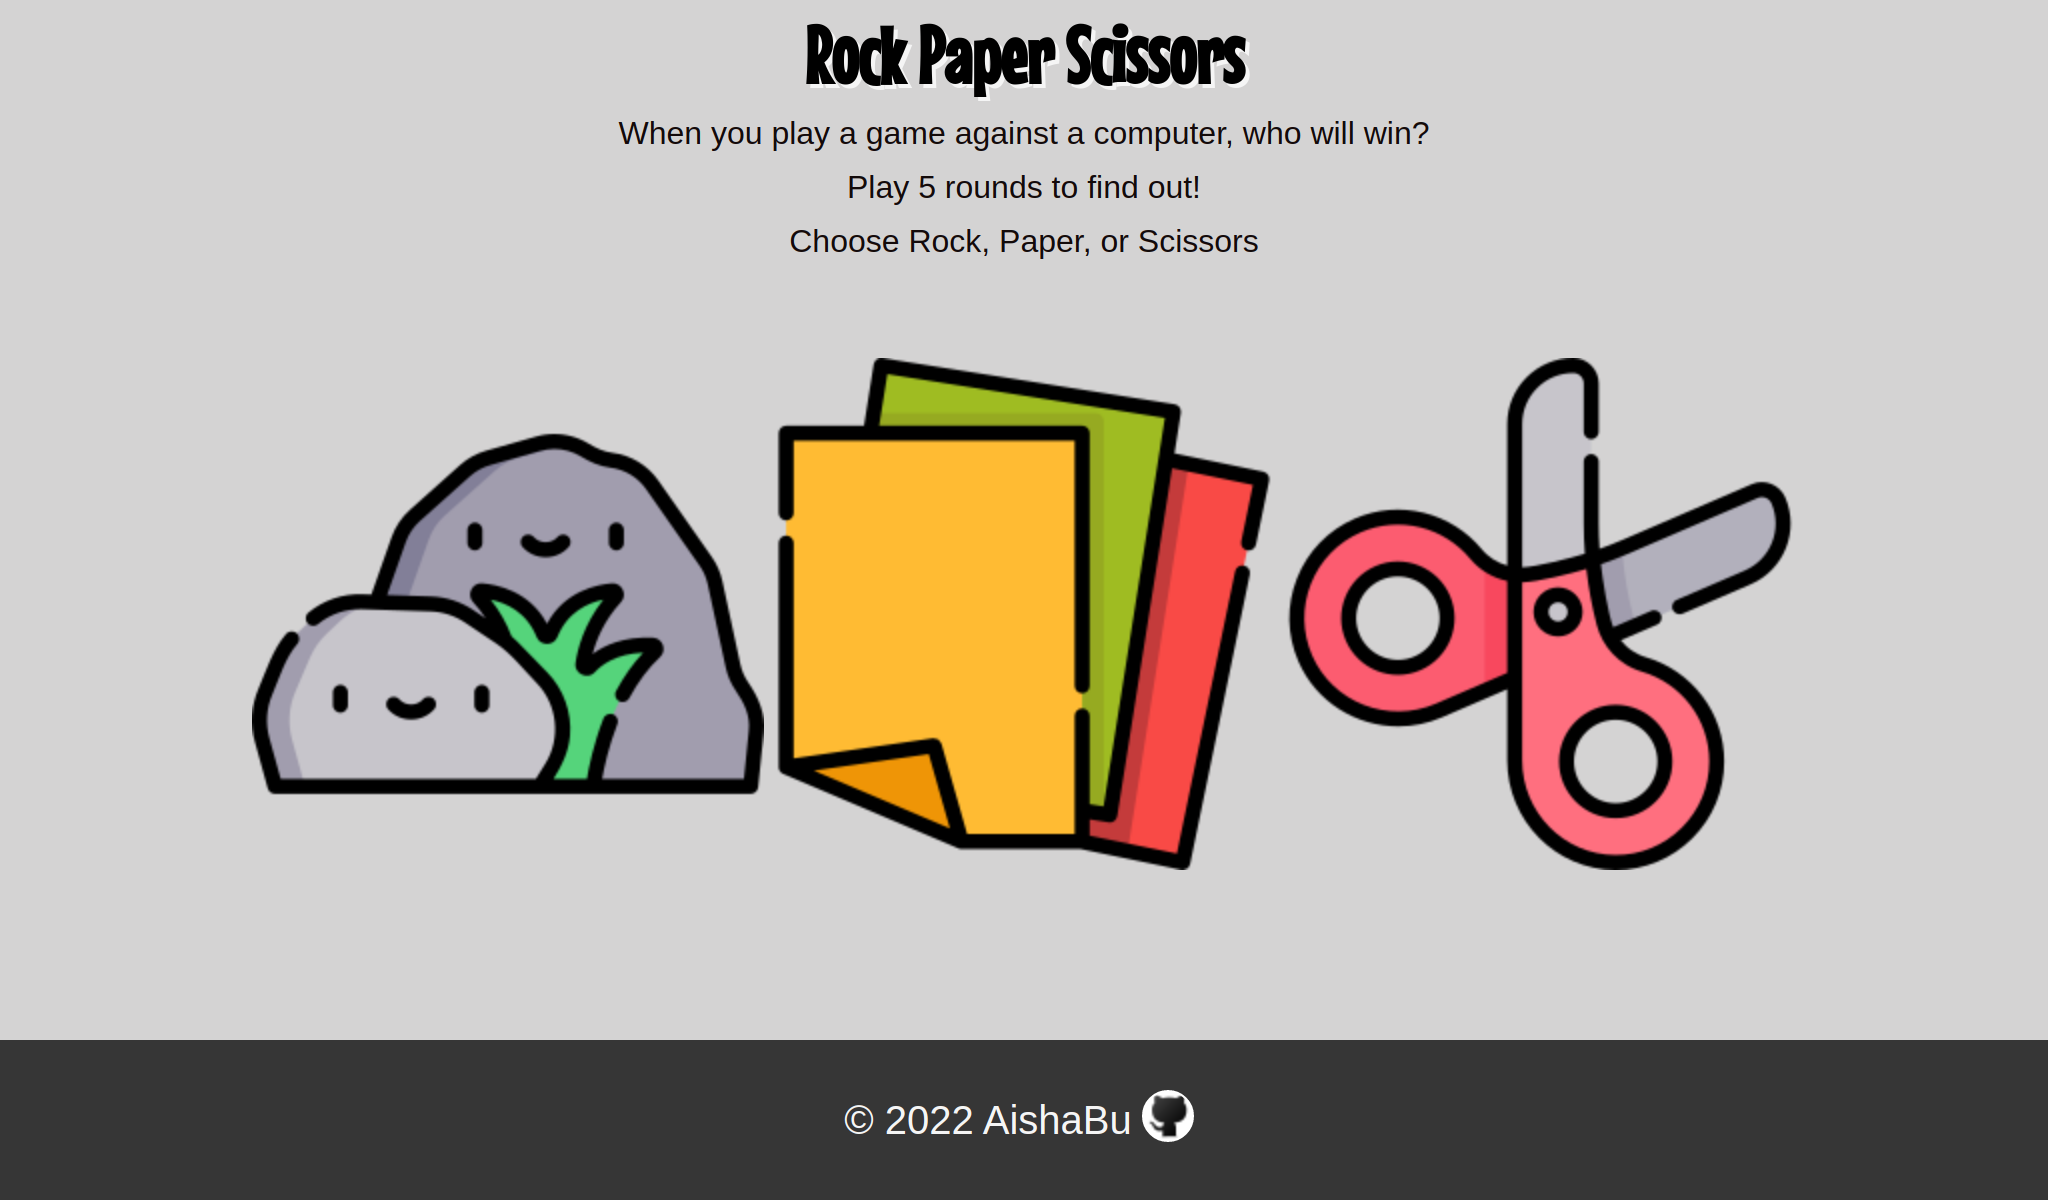 Rock Paper Scissors
When you play a game against a computer, who will win?
Play 5 rounds to find out!
Choose Rock, Paper, or Scissors
© 2022 AishaBu